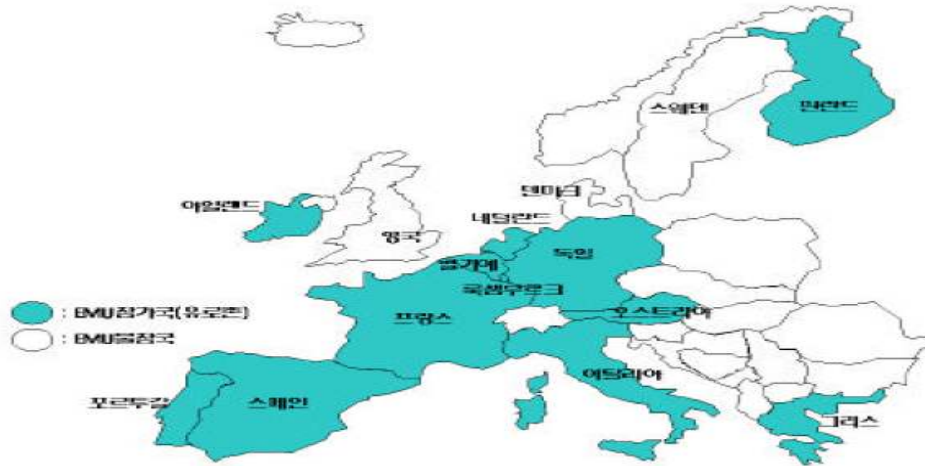 스웨덴
핀란드
덴마크
아일랜드
네덜란드
영국
독일
벨기에
룩셈부르크
: EMU참가국(유로존)
프랑스
오스트리아
: EMU불참국
이탈리아
포르투갈
스페인
그리스